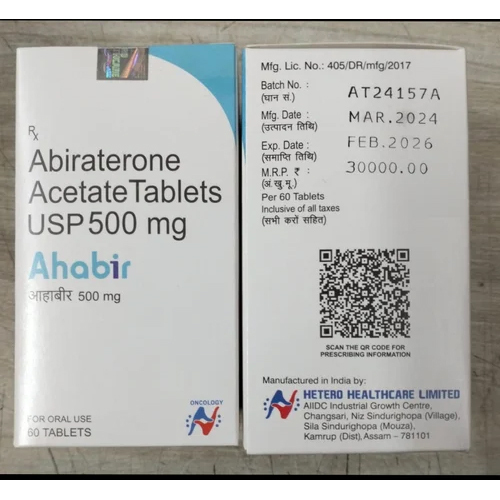 Rx
Abiraterone
Acetate Tablets
USP 500 mg
Ahabir
आहाबीर 500 mg
FOR ORAL USE
60 TABLETS
ONCOLOGY
Mfg. Lic. No.: 405/DR/mfg/2017
Batch No. : AT24157A
(घान सं.)
Mfg. Date : MAR.2024
(उत्पादन तिथि)
Exp. Date : FEB.2026
(समाप्ति तिथि)
M.R.P. ₹ : 30000.00
(अ.खु.मू.)
Per 60 Tablets
Inclusive of all taxes
(सभी करों सहित)
SCAN THE QR CODE FOR
PRESCRIBING INFORMATION
Manufactured in India by:
HETERO HEALTHCARE LIMITED
AIIDC Industrial Growth Centre,
Changsari, Niz Sindurighopa (Village),
Sila Sindurighopa (Mouza),
Kamrup (Dist), Assam - 781101